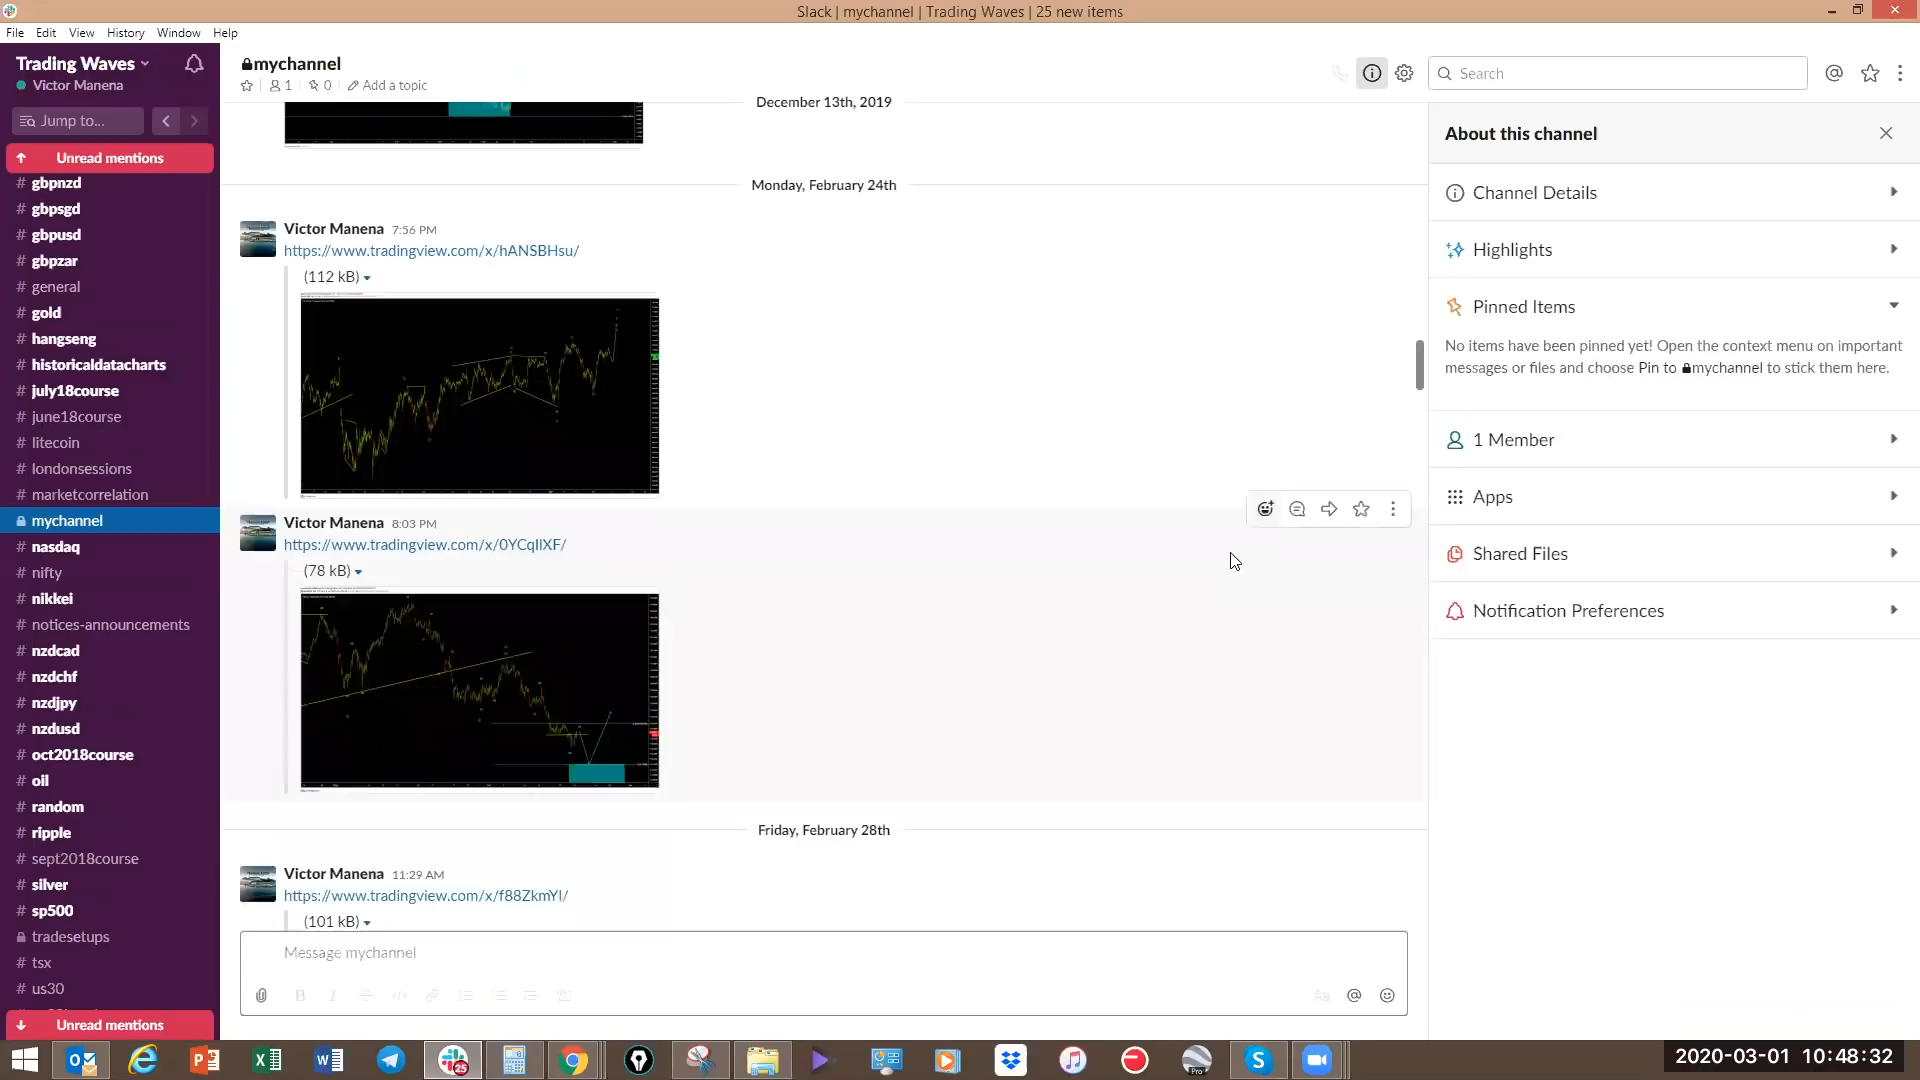 Slack | mychannel | Trading Waves | 25 new items
File Edit View History Window Help
Trading Waves
Victor Manena
Jump to...
Unread mentions
# gbpnzd
# gbpsgd
# gbpusd
# gbpzar
# general
# gold
# hangseng
# historicaldatacharts
# july18course
# june18course
# litecoin
# londonsessions
# marketcorrelation
mychannel
# nasdaq
# nifty
# nikkei
# notices-announcements
# nzdcad
# nzdchf
# nzdjpy
# nzdusd
# oct2018course
# oil
# random
# ripple
# sept2018course
# silver
# sp500
tradesetups
# tsx
# us30
Unread mentions
mychannel
1 0 Add a topic
Search
December 13th, 2019
Monday, February 24th
Victor Manena 7:56 PM
https://www.tradingview.com/x/hANSBHsu/
(112 kB)
Victor Manena 8:03 PM
https://www.tradingview.com/x/0YCqIlXF/
(78 kB)
Friday, February 28th
Victor Manena 11:29 AM
https://www.tradingview.com/x/f88ZkmYI/
(101 kB)
Message mychannel
About this channel
Channel Details
Highlights
Pinned Items
No items have been pinned yet! Open the context menu on important
messages or files and choose Pin to mychannel to stick them here.
1 Member
Apps
Shared Files
Notification Preferences
25
Pro
2020-03-01 10:48:32